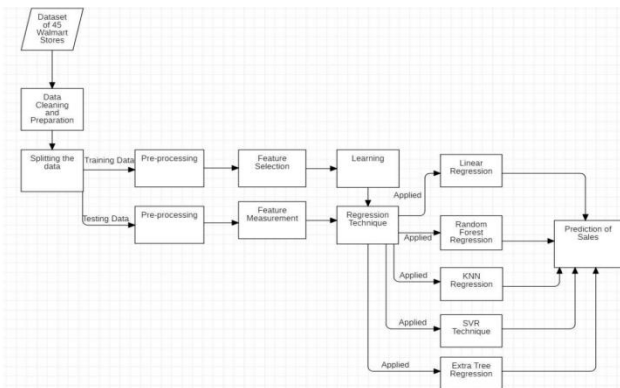 Dataset
of 45
Walmart
Stores
Data
Cleaning
and
Preparation
Splitting the
data
Training Data
Pre-processing
Feature
Selection
Learning
Testing Data
Pre-processing
Feature
Measurement
Regression
Technique
Applied
Linear
Regression
Applied
Random
Forest
Regression
Applied
KNN
Regression
Applied
SVR
Technique
Applied
Extra Tree
Regression
Prediction of
Sales